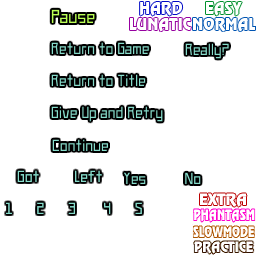 Pause
HARD EASY
LUNATIC NORMAL
Return to Game Really?
Return to Title
Give Up and Retry
Continue
Got Left Yes No
1 2 3 4 5
EXTRA
PHANTASM
SLOWMODE
PRACTICE